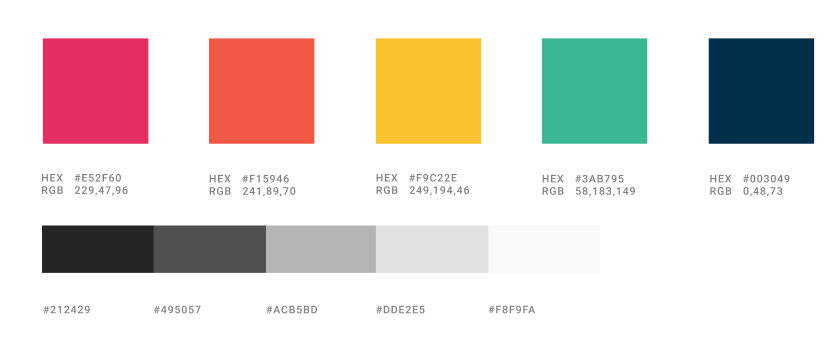 HEX #E52F60
RGB 229,47,96
HEX #F15946
RGB 241,89,70
HEX #F9C22E
RGB 249,194,46
HEX #3AB795
RGB 58,183,149
HEX #003049
RGB 0,48,73
#212429
#495057
#ACB5BD
#DDE2E5
#F8F9FA